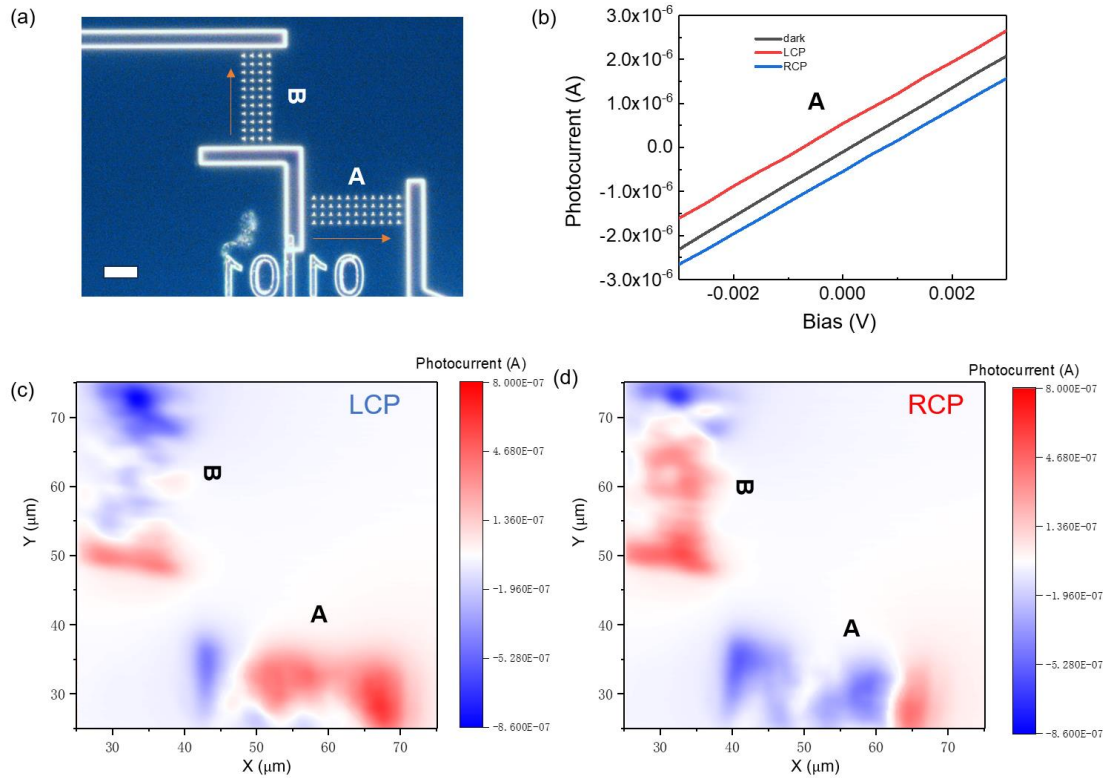 (a)
B
A
10 10
(b)
3.0x10-6
2.0x10-6
1.0x10-6
0.0
-1.0x10-6
-2.0x10-6
-3.0x10-6
dark
LCP
RCP
A
-0.002 0.000 0.002
Bias (V)
Photocurrent (A)
(c)
Photocurrent (A)
8.000E-07
4.680E-07
1.360E-07
-1.960E-07
-5.280E-07
-8.600E-07
LCP
B
A
70
60
50
40
30
Y (μm)
30 40 50 60 70
X (μm)
(d)
Photocurrent (A)
8.000E-07
4.680E-07
1.360E-07
-1.960E-07
-5.280E-07
-8.600E-07
RCP
B
A
70
60
50
40
30
Y (μm)
30 40 50 60 70
X (μm)